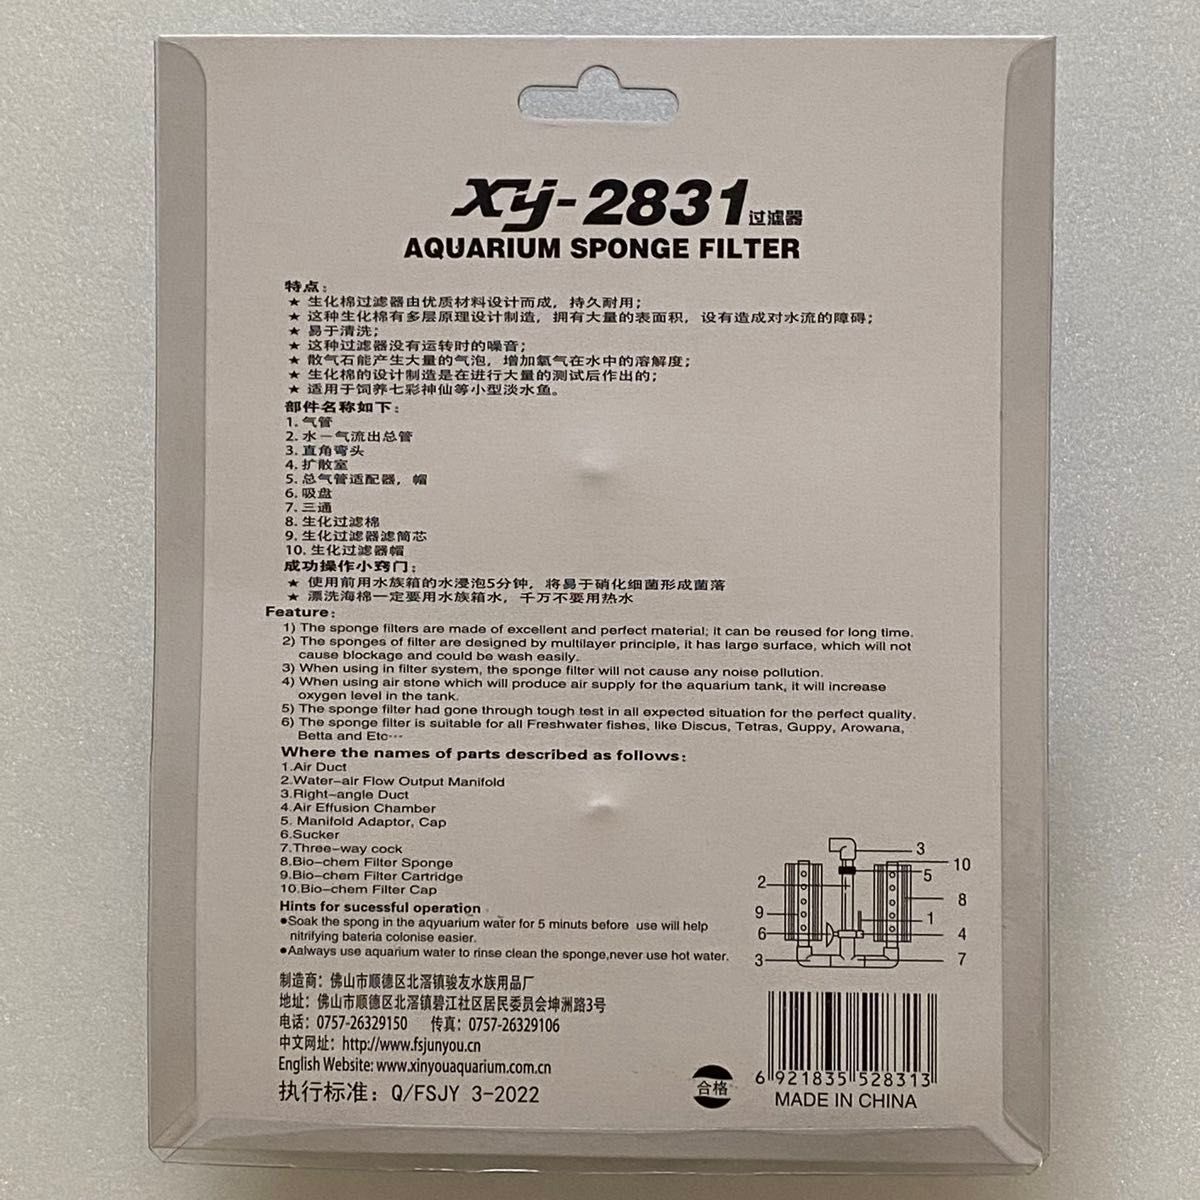 XY-2831过滤器
AQUARIUM SPONGE FILTER
特点：
★ 生化棉过滤器由优质材料设计而成，持久耐用；
★ 这种生化棉有多层原理设计制造，拥有大量的表面积，设有造成对水流的障碍；
★ 易于清洗；
★ 这种过滤器没有运转时的噪音；
★ 散气石能产生大量的气泡，增加氧气在水中的溶解度；
★ 生化棉的设计制造是在进行大量的测试后作出的；
★ 适用于饲养七彩神仙等小型淡水鱼。
部件名称如下：
1. 气管
2. 水－气流出总管
3. 直角弯头
4. 扩散室
5. 总气管适配器，帽
6. 吸盘
7. 三通
8. 生化过滤棉
9. 生化过滤器滤筒芯
10. 生化过滤器帽
成功操作小窍门：
★ 使用前用水族箱的水浸泡5分钟，将易于硝化细菌形成菌落
★ 漂洗海棉一定要用水族箱水，千万不要用热水
Feature:
1) The sponge filters are made of excellent and perfect material; it can be reused for long time.
2) The sponges of filter are designed by multilayer principle, it has large surface, which will not
cause blockage and could be wash easily.
3) When using in filter system, the sponge filter will not cause any noise pollution.
4) When using air stone which will produce air supply for the aquarium tank, it will increase
oxygen level in the tank.
5) The sponge filter had gone through tough test in all expected situation for the perfect quality.
6) The sponge filter is suitable for all Freshwater fishes, like Discus, Tetras, Guppy, Arowana,
Betta and Etc···
Where the names of parts described as follows:
1.Air Duct
2.Water-air Flow Output Manifold
3.Right-angle Duct
4.Air Effusion Chamber
5. Manifold Adaptor, Cap
6.Sucker
7.Three-way cock
8.Bio-chem Filter Sponge
9.Bio-chem Filter Cartridge
10.Bio-chem Filter Cap
Hints for sucessful operation
●Soak the spong in the aqyuarium water for 5 minuts before use will help
nitrifying bateria colonise easier.
●Aalways use aquarium water to rinse clean the sponge,never use hot water.
3
10
5
2
8
9
1
6
4
3
7
制造商：佛山市顺德区北滘镇骏友水族用品厂
地址：佛山市顺德区北滘镇碧江社区居民委员会坤洲路3号
电话：0757-26329150 传真：0757-26329106
中文网址：http://www.fsjunyou.cn
English Website: www.xinyouaquarium.com.cn
执行标准：Q/FSJY 3-2022
合格
6 921835 528313
MADE IN CHINA